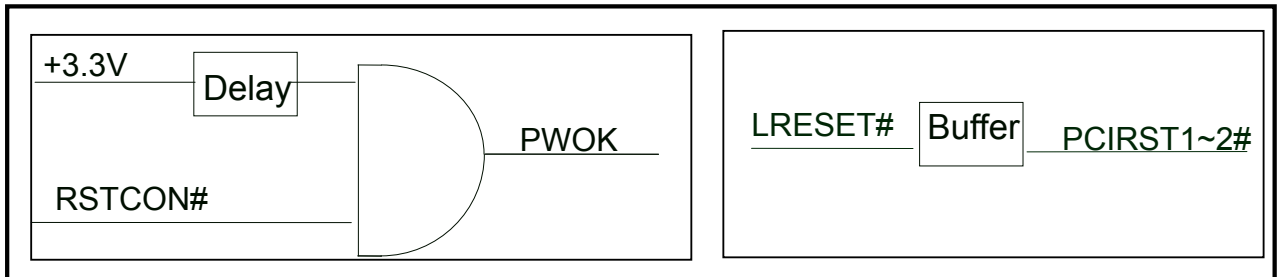 +3.3V
Delay
PWOK
RSTCON#
LRESET#
Buffer
PCIRST1~2#